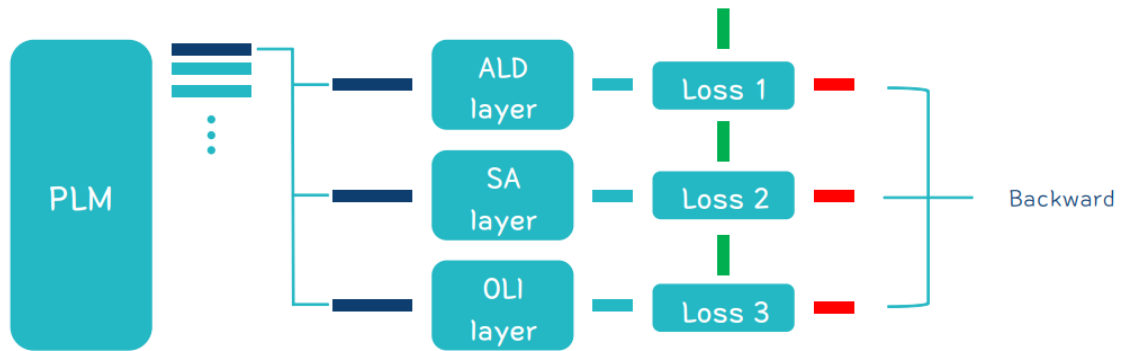 PLM
ALD
layer
Loss 1
SA
layer
Loss 2
Backward
OLI
layer
Loss 3